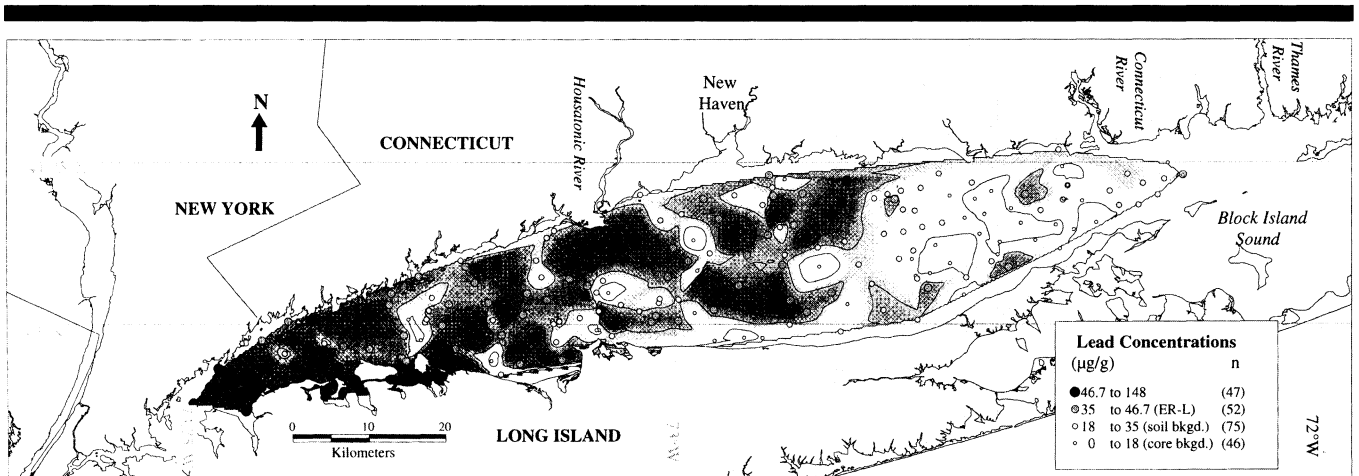 Thames
River
Connecticut
River
New
Haven
Housatonic River
N
CONNECTICUT
NEW YORK
Block Island
Sound
Lead Concentrations
(µg/g) n
46.7 to 148 (47)
35 to 46.7 (ER-L) (52)
18 to 35 (soil bkgd.) (75)
0 to 18 (core bkgd.) (46)
0 10 20
Kilometers
LONG ISLAND
73°W
72°W